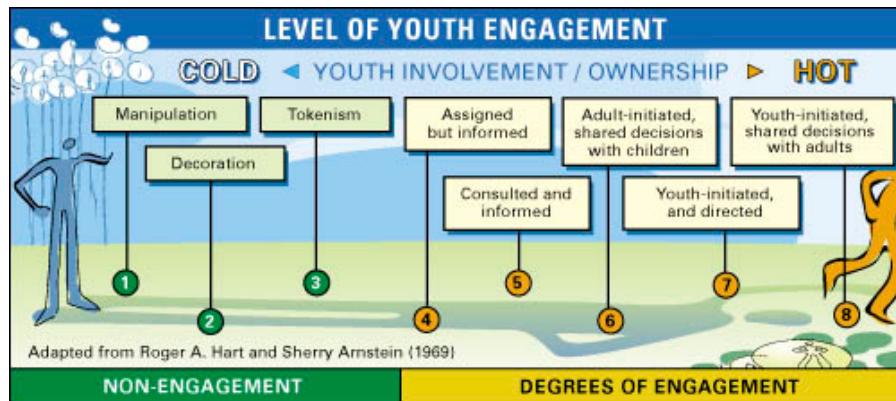 LEVEL OF YOUTH ENGAGEMENT
COLD ◄ YOUTH INVOLVEMENT / OWNERSHIP ► HOT
Manipulation
Decoration
Tokenism
Assigned
but informed
Consulted and
informed
Adult-initiated,
shared decisions
with children
Youth-initiated,
and directed
Youth-initiated,
shared decisions
with adults
1
2
3
4
5
6
7
8
Adapted from Roger A. Hart and Sherry Arnstein (1969)
NON-ENGAGEMENT
DEGREES OF ENGAGEMENT